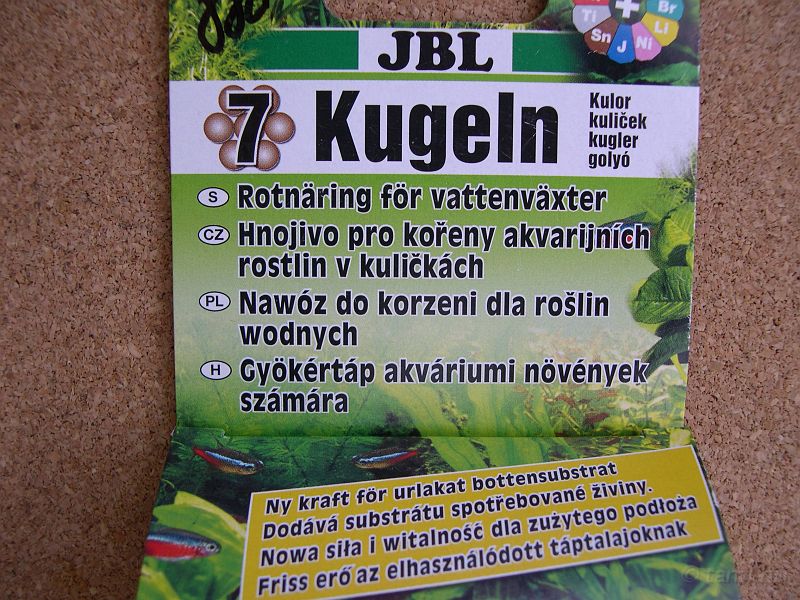 Ti
Br
Li
Sn
J
Ni
JBL
7 Kugeln
Kulor
kuliček
kugler
golyó
S Rotnäring för vattenväxter
CZ Hnojivo pro kořeny akvarijních
rostlin v kuličkách
PL Nawóz do korzeni dla rošlin
wodnych
H Gyökértáp akváriumi növények
számára
Ny kraft för urlakat bottensubstrat
Dodává substrátu spotřebované živiny.
Nowa siła i witalność dla zużytego podłoża
Friss erő az elhasználódott táptalajoknak